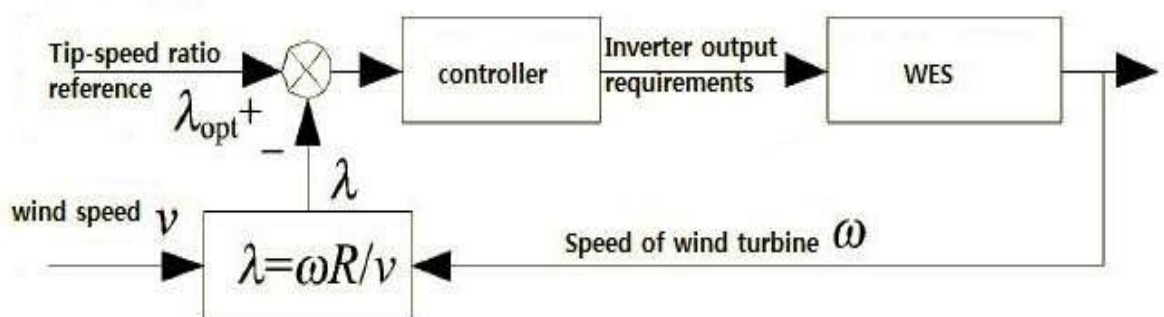 Tip-speed ratio
reference
λopt+
−
controller
Inverter output
requirements
WES
λ
wind speed v
λ=ωR/v
Speed of wind turbine ω